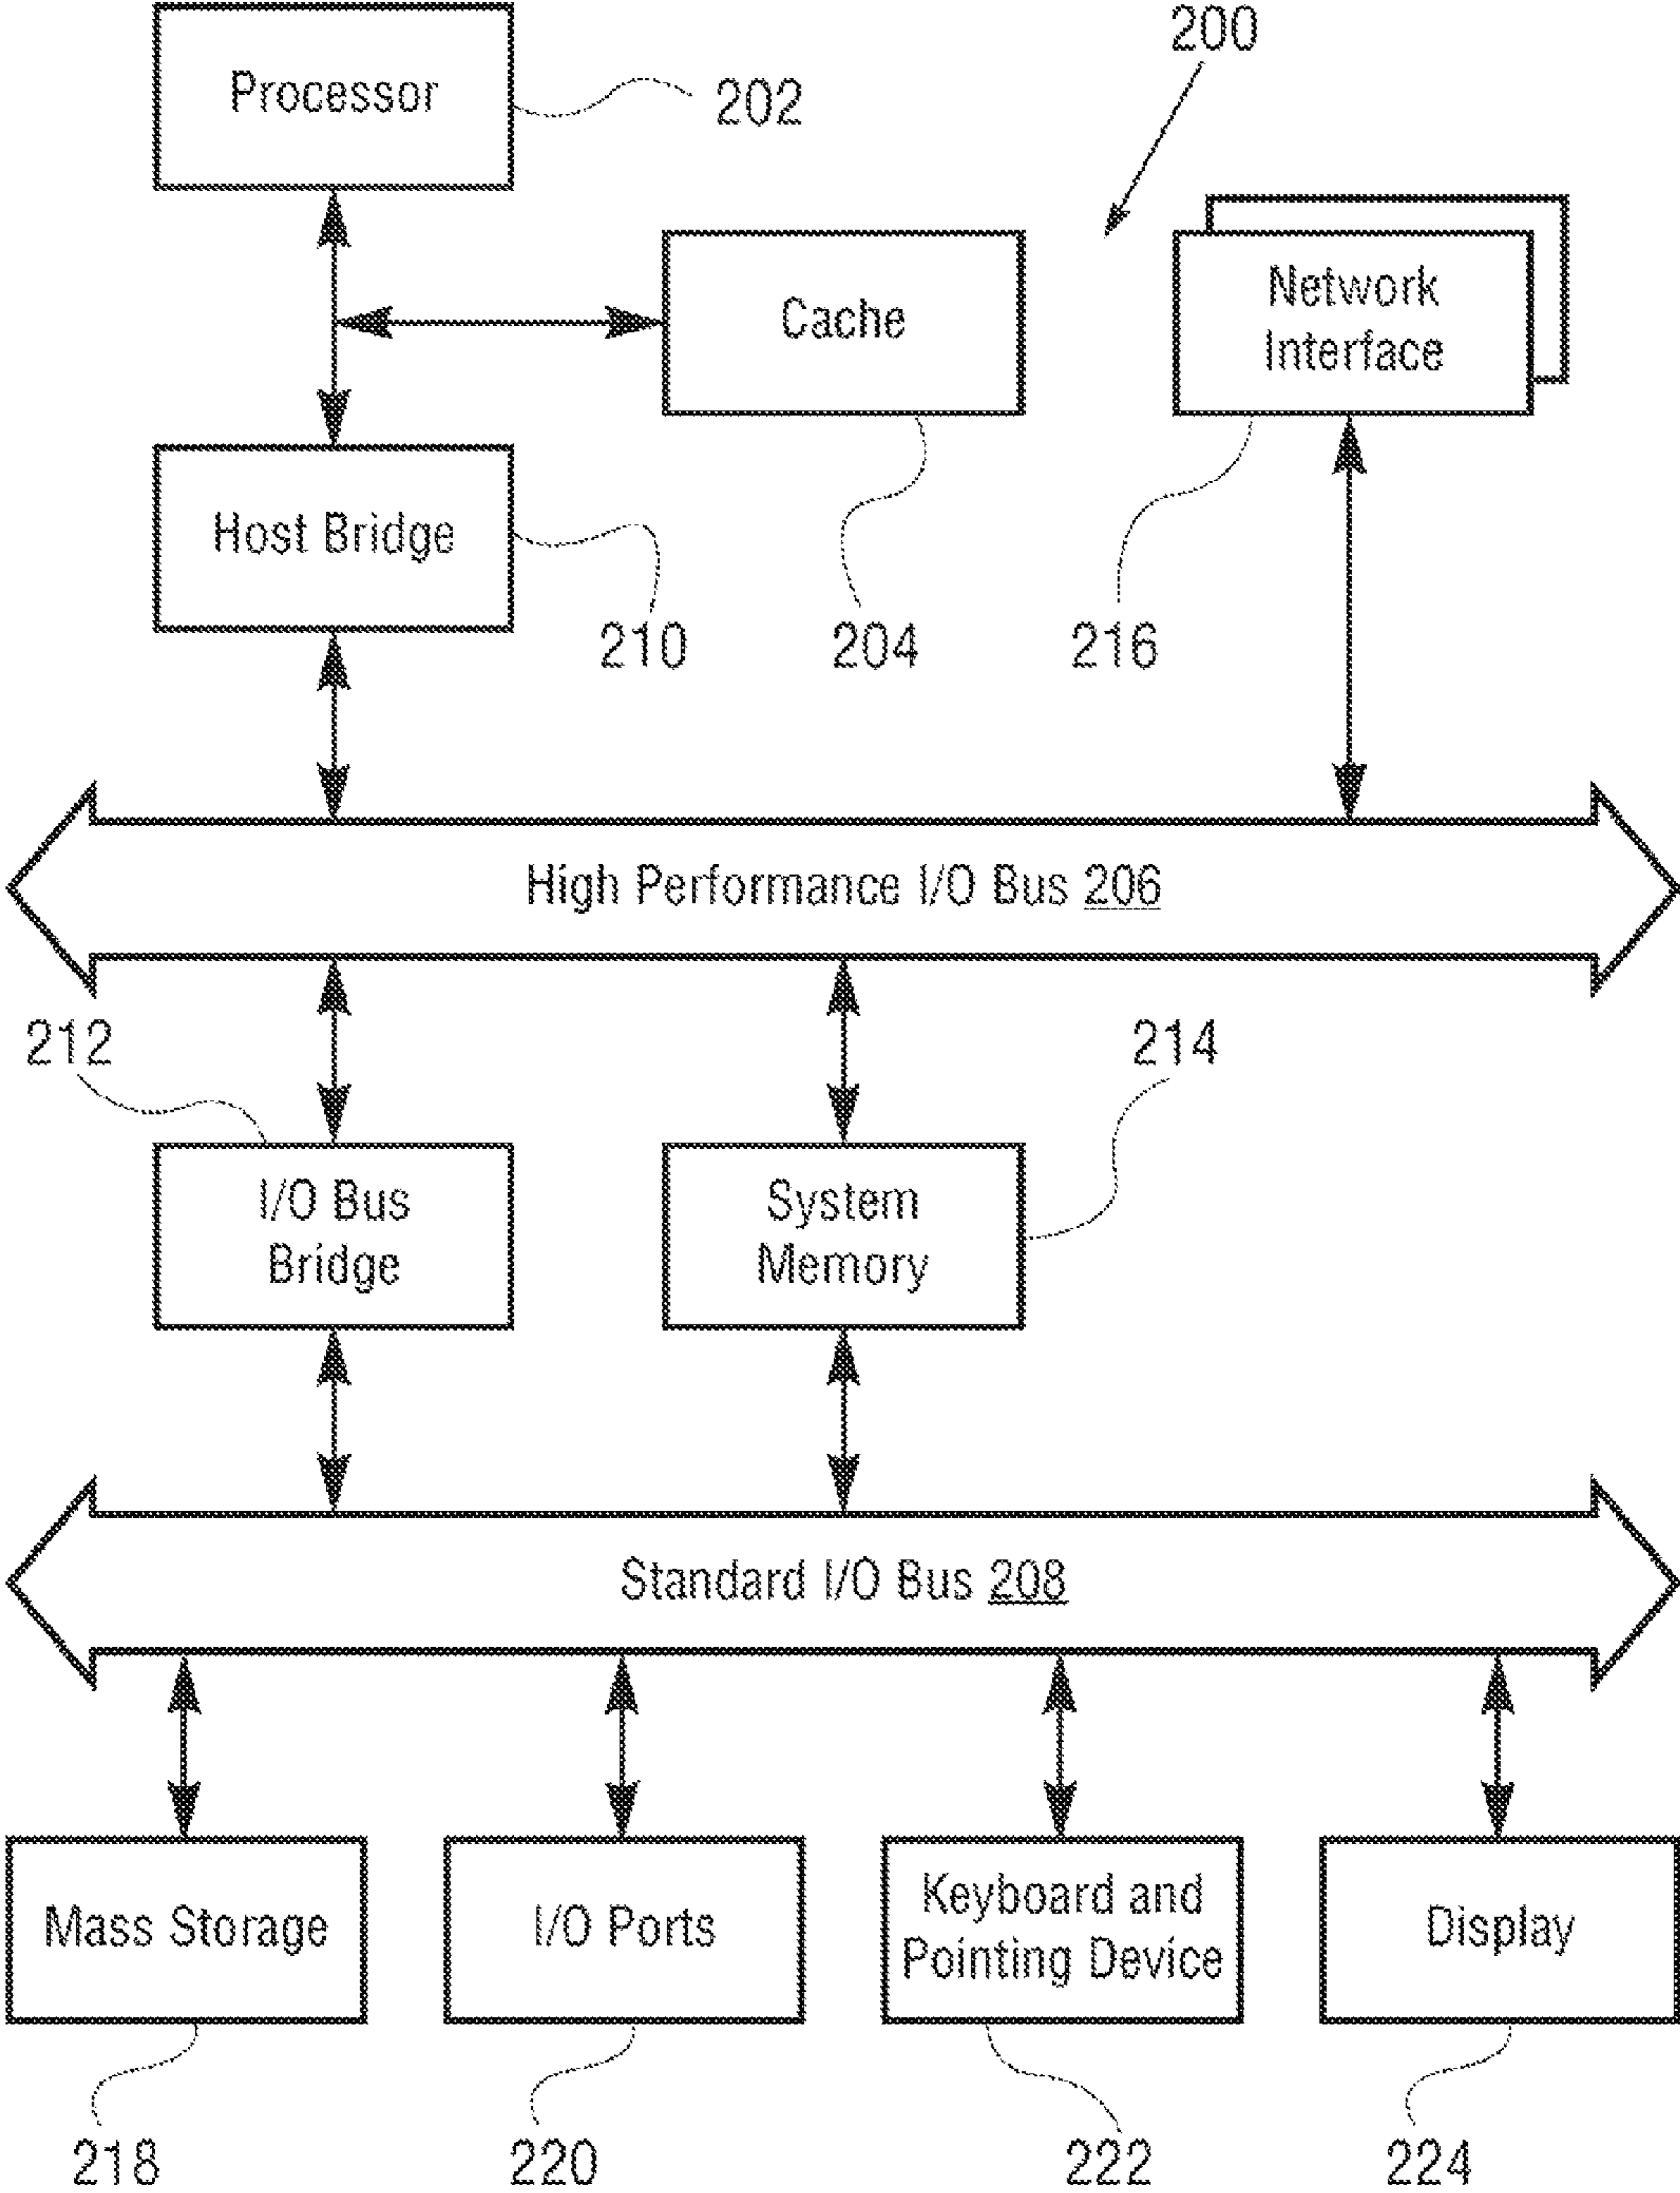 200
Processor
202
Network
Interface
Cache
Host Bridge
210
204
216
High Performance I/O Bus 206
212
214
I/O Bus
Bridge
System
Memory
Standard I/O Bus 208
Mass Storage
I/O Ports
Keyboard and
Pointing Device
Display
218
220
222
224